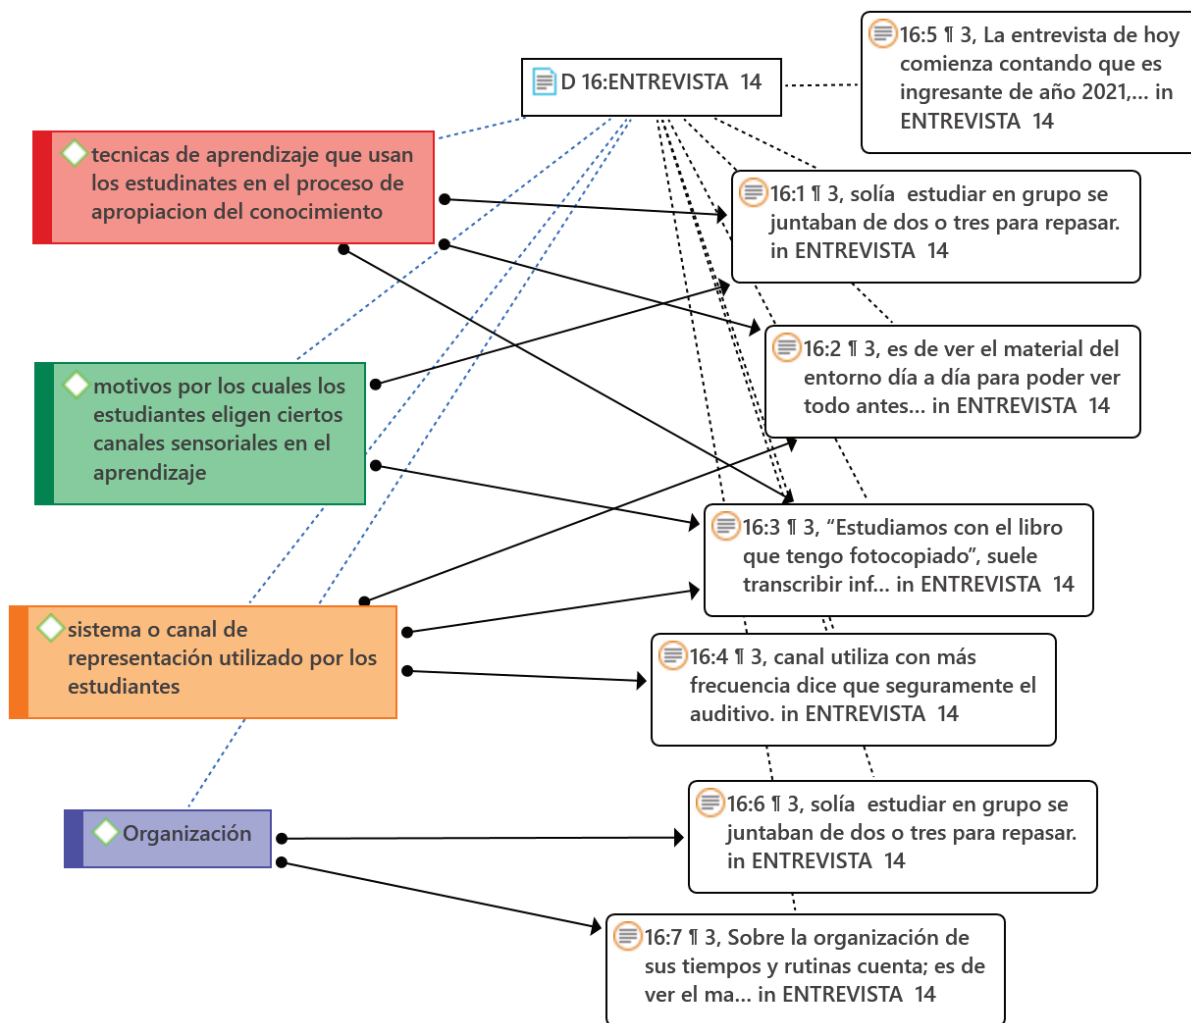 16:5 ¶ 3, La entrevista de hoy
comienza contando que es
ingresante de año 2021,... in
ENTREVISTA 14
D 16:ENTREVISTA 14
tecnicas de aprendizaje que usan
los estudinates en el proceso de
apropiacion del conocimiento
16:1 ¶ 3, solía estudiar en grupo se
juntaban de dos o tres para repasar.
in ENTREVISTA 14
motivos por los cuales los
estudiantes eligen ciertos
canales sensoriales en el
aprendizaje
16:2 ¶ 3, es de ver el material del
entorno día a día para poder ver
todo antes... in ENTREVISTA 14
16:3 ¶ 3, “Estudiamos con el libro
que tengo fotocopiado”, suele
transcribir inf... in ENTREVISTA 14
sistema o canal de
representación utilizado por los
estudiantes
16:4 ¶ 3, canal utiliza con más
frecuencia dice que seguramente el
auditivo. in ENTREVISTA 14
Organización
16:6 ¶ 3, solía estudiar en grupo se
juntaban de dos o tres para repasar.
in ENTREVISTA 14
16:7 ¶ 3, Sobre la organización de
sus tiempos y rutinas cuenta; es de
ver el ma... in ENTREVISTA 14